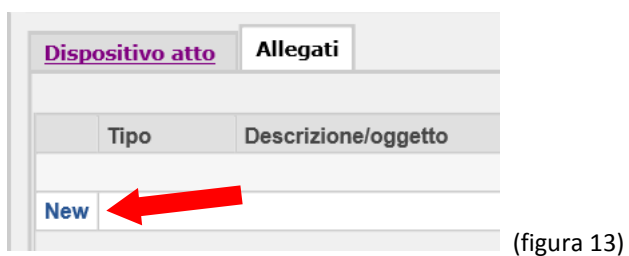 Dispositivo atto Allegati
Tipo Descrizione/oggetto
New
(figura 13)